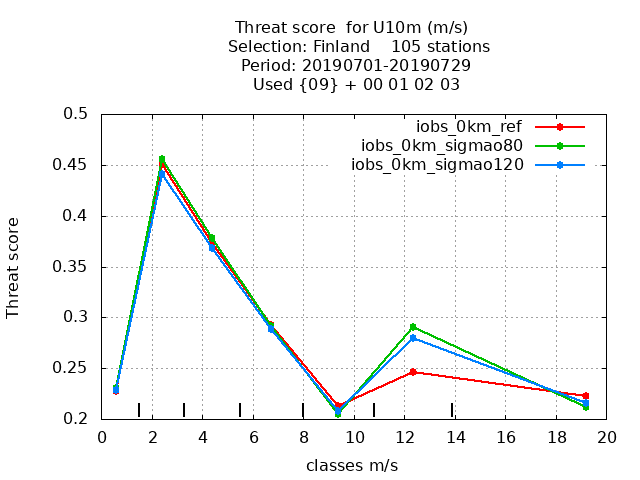 Threat score  for U10m (m/s)
Selection: Finland    105 stations
Period: 20190701-20190729
Used {09} + 00 01 02 03
iobs_0km_ref
iobs_0km_sigmao80
iobs_0km_sigmao120
Threat score
0.5
0.45
0.4
0.35
0.3
0.25
0.2
0 2 4 6 8 10 12 14 16 18 20
classes m/s